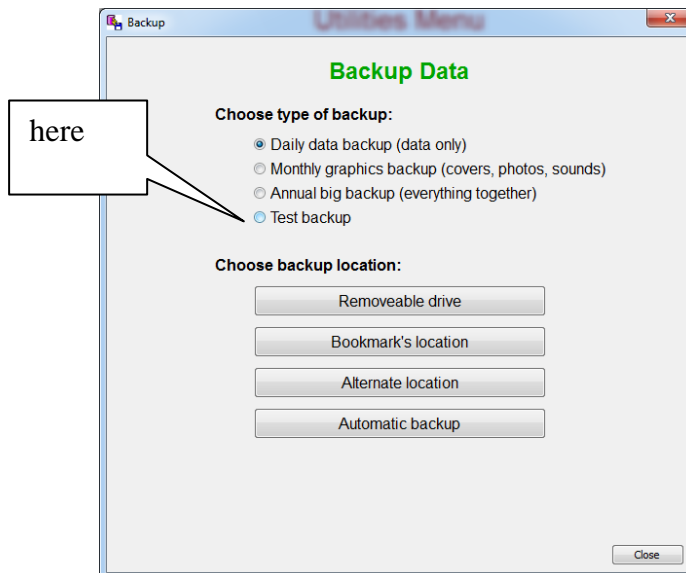 Backup
Utilities Menu
Backup Data
here
Choose type of backup:
Daily data backup (data only)
Monthly graphics backup (covers, photos, sounds)
Annual big backup (everything together)
Test backup
Choose backup location:
Removeable drive
Bookmark's location
Alternate location
Automatic backup
Close